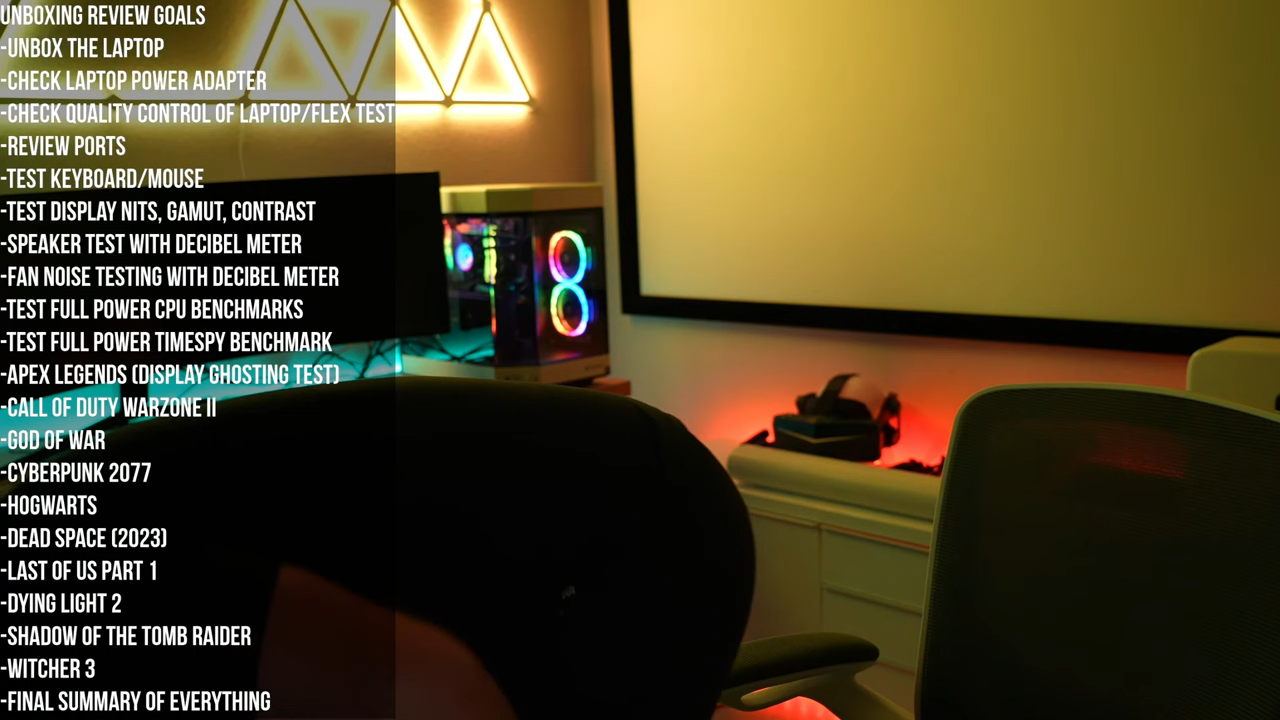 UNBOXING REVIEW GOALS
-UNBOX THE LAPTOP
-CHECK LAPTOP POWER ADAPTER
-CHECK QUALITY CONTROL OF LAPTOP/FLEX TEST
-REVIEW PORTS
-TEST KEYBOARD/MOUSE
-TEST DISPLAY NITS, GAMUT, CONTRAST
-SPEAKER TEST WITH DECIBEL METER
-FAN NOISE TESTING WITH DECIBEL METER
-TEST FULL POWER CPU BENCHMARKS
-TEST FULL POWER TIMESPY BENCHMARK
-APEX LEGENDS (DISPLAY GHOSTING TEST)
-CALL OF DUTY WARZONE II
-GOD OF WAR
-CYBERPUNK 2077
-HOGWARTS
-DEAD SPACE (2023)
-LAST OF US PART 1
-DYING LIGHT 2
-SHADOW OF THE TOMB RAIDER
-WITCHER 3
-FINAL SUMMARY OF EVERYTHING